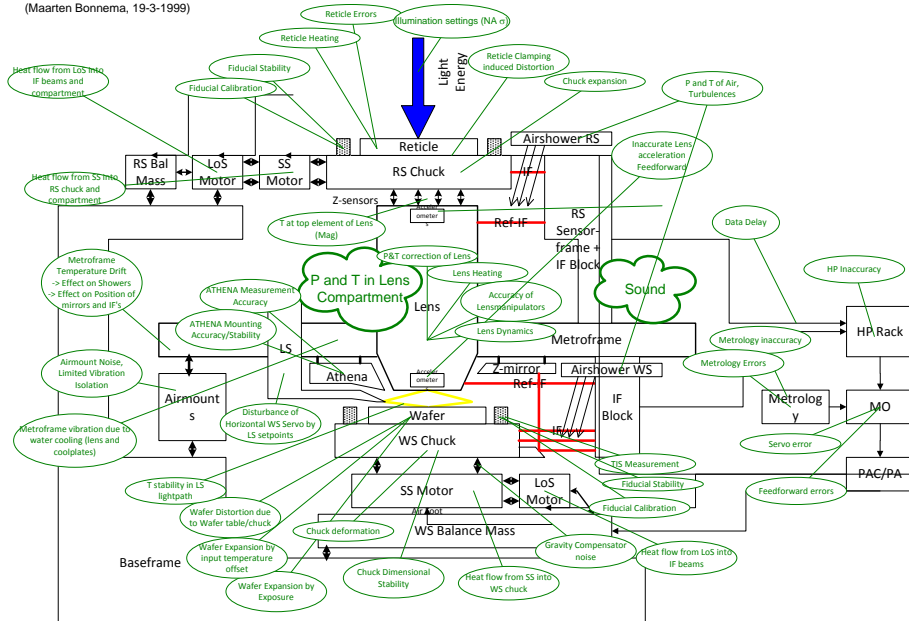 (Maarten Bonnema, 19-3-1999)
Reticle Errors
Illumination settings (NA σ)
Reticle Heating
Light
Energy
Reticle Clamping
induced Distortion
Heat flow from LoS into
IF beams and
compartment
Fiducial Stability
Fiducial Calibration
Chuck expansion
P and T of Air,
Turbulences
Reticle
Airshower RS
Inaccurate Lens
acceleration
Feedforward
RS Bal
Mass
LoS
Motor
SS
Motor
RS Chuck
IF
Heat flow from SS into
RS chuck and
compartment
Z-sensors
Acceler
ometer
T at top element of Lens
(Mag)
Ref-IF
RS
Sensor-
frame +
IF Block
Data Delay
Metroframe
Temperature Drift
-> Effect on Showers
-> Effect on Position of
mirrors and IF's
P&T correction of Lens
Lens Heating
P and T in Lens
Compartment
Lens
Sound
HP Inaccuracy
ATHENA Measurement
Accuracy
Accuracy of
Lensmanipulators
ATHENA Mounting
Accuracy/Stability
Lens Dynamics
Metroframe
HP Rack
LS
Metrology inaccuracy
Airmount Noise,
Limited Vibration
Isolation
Athena
Acceler
ometer
Z-mirror
Ref-IF
Airshower WS
Metrology Errors
Airmount
s
IF
Block
Metrolog
y
MO
Disturbance of
Horizontal WS Servo by
LS setpoints
Wafer
Metroframe vibration due to
water cooling (lens and
coolplates)
WS Chuck
IF
Servo error
TIS Measurement
PAC/PA
T stability in LS
lightpath
SS Motor
LoS
Motor
Fiducial Stability
Feedforward errors
Wafer Distortion due to
Wafer table/chuck
Air Foot
Fiducial Calibration
Chuck deformation
WS Balance Mass
Baseframe
Wafer Expansion by
input temperature
offset
Gravity Compensator
noise
Heat flow from LoS into
IF beams
Wafer Expansion by
Exposure
Chuck Dimensional
Stability
Heat flow from SS into
WS chuck